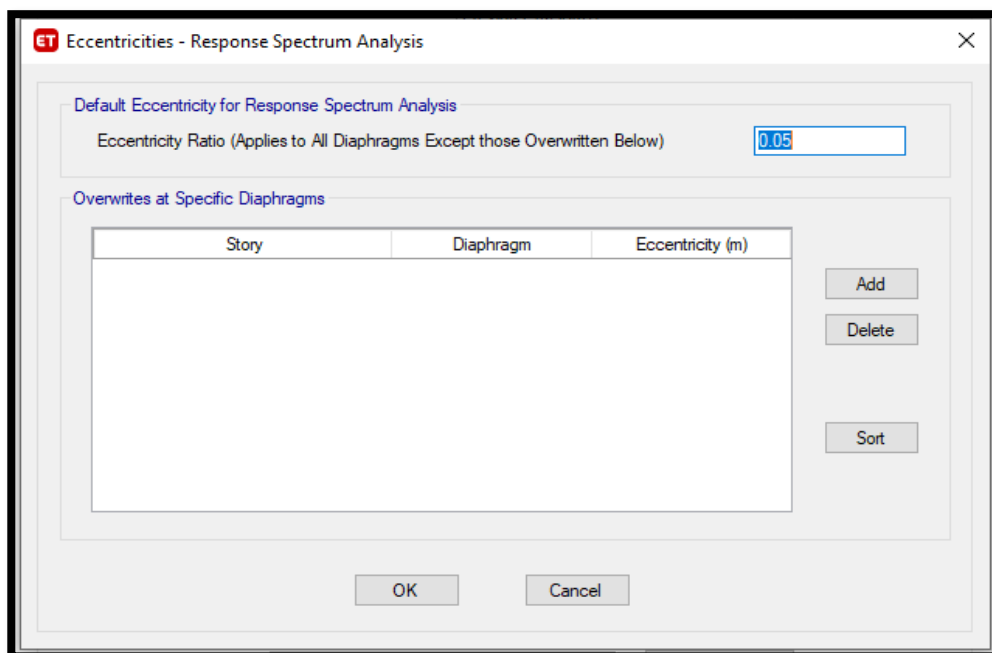 ET Eccentricities - Response Spectrum Analysis
Default Eccentricity for Response Spectrum Analysis
Eccentricity Ratio (Applies to All Diaphragms Except those Overwritten Below) 0.05
Overwrites at Specific Diaphragms
Story Diaphragm Eccentricity (m)
Add
Delete
Sort
OK Cancel